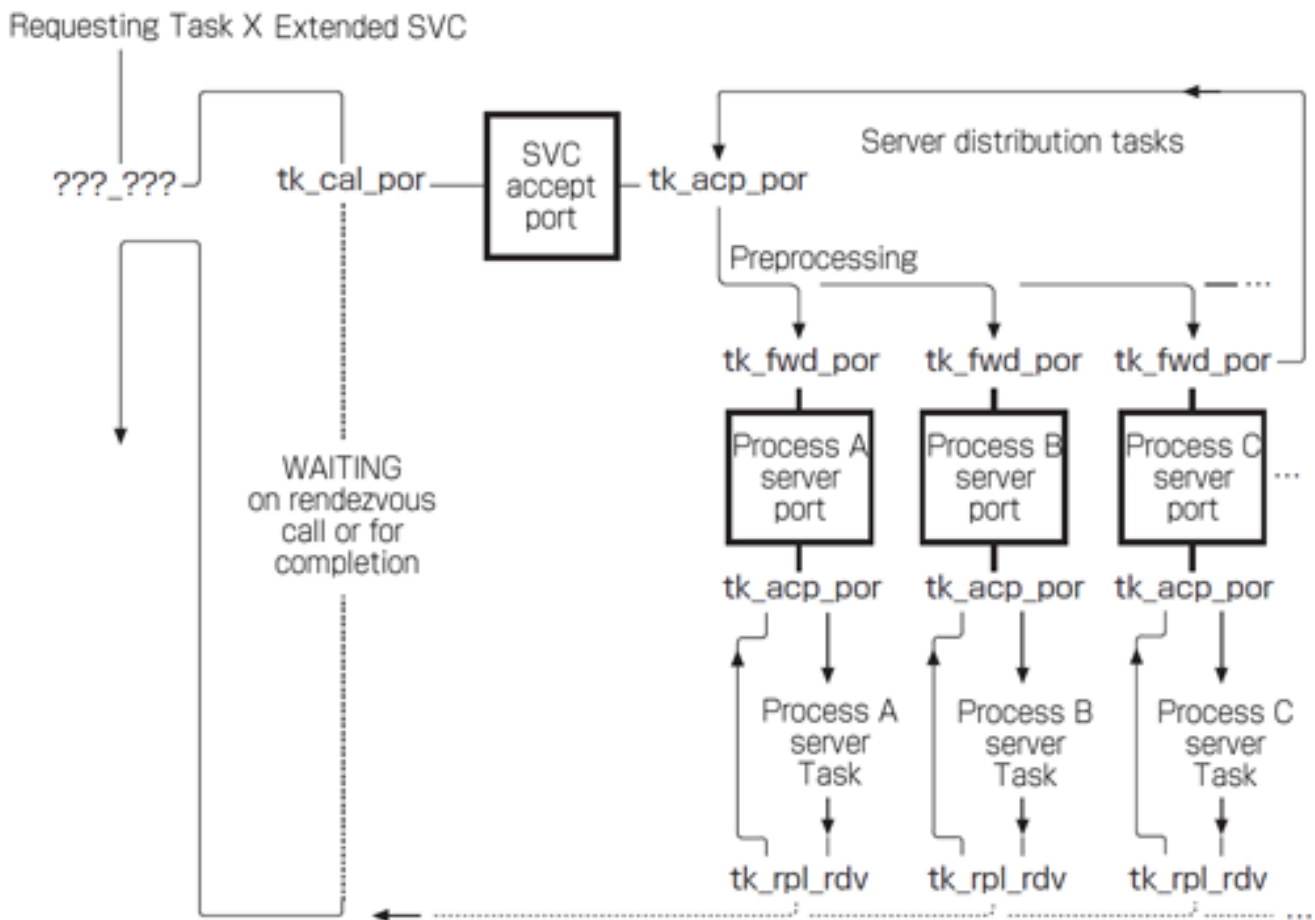 Requesting Task X Extended SVC
???_???
tk_cal_por
SVC
accept
port
tk_acp_por
Server distribution tasks
Preprocessing
...
tk_fwd_por
tk_fwd_por
tk_fwd_por
Process A
server
port
Process B
server
port
Process C
server
port
...
WAITING
on rendezvous
call or for
completion
tk_acp_por
tk_acp_por
tk_acp_por
Process A
server
Task
Process B
server
Task
Process C
server
Task
tk_rpl_rdv
tk_rpl_rdv
tk_rpl_rdv
...